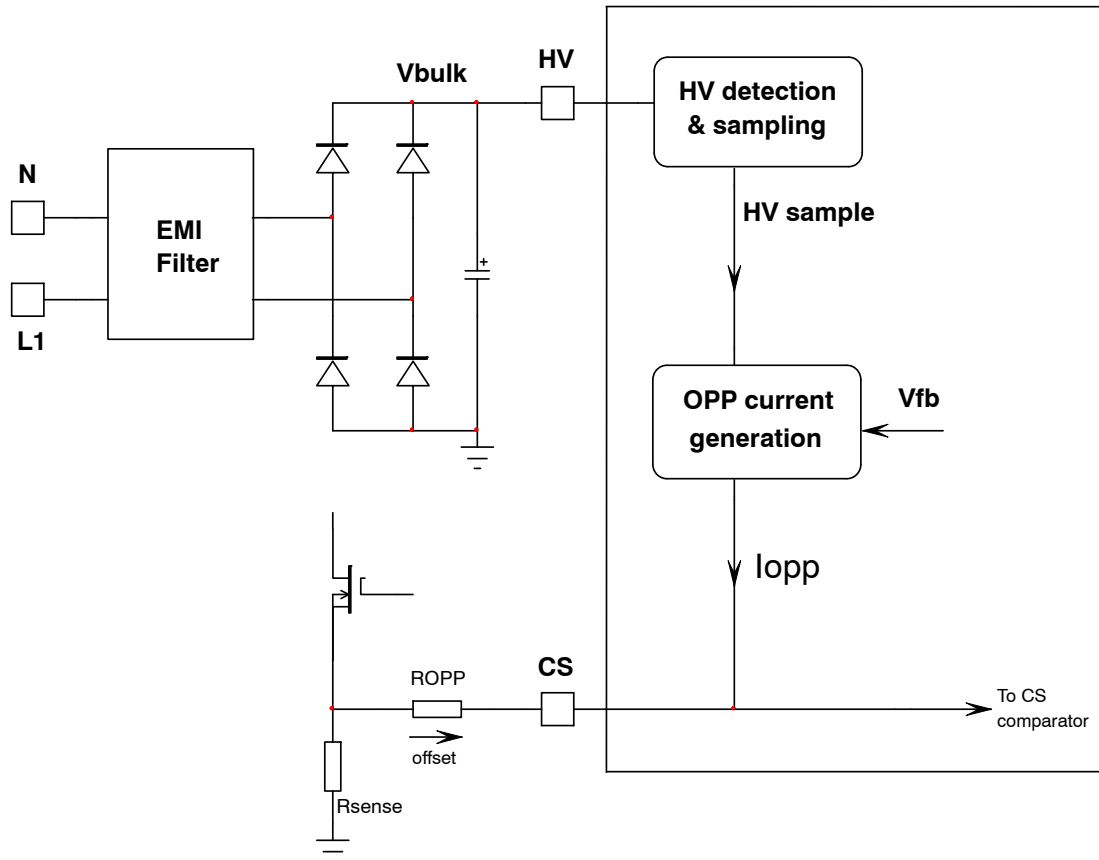 HV
Vbulk
HV detection
& sampling
N
HV sample
EMI
Filter
+
L1
OPP current
generation
Vfb
Iopp
CS
ROPP
To CS
comparator
offset
Rsense